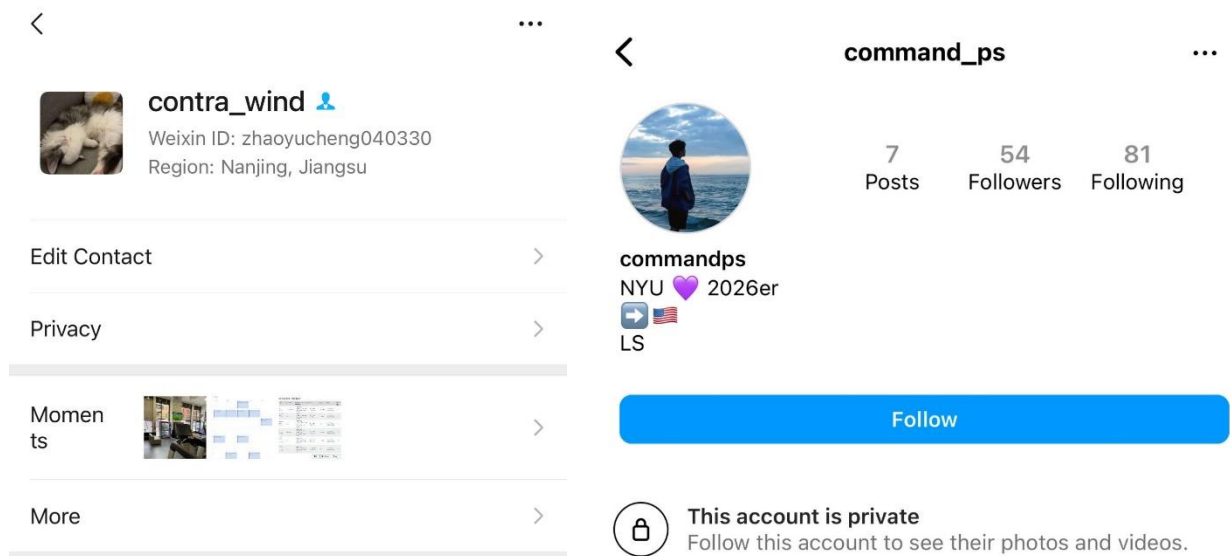 contra_wind
Weixin ID: zhaoyucheng040330
Region: Nanjing, Jiangsu
Edit Contact
Privacy
Momen
ts
More
command_ps
7
54
81
Posts
Followers
Following
commandps
NYU 💜 2026er
➡️🇺🇸
LS
Follow
This account is private
Follow this account to see their photos and videos.